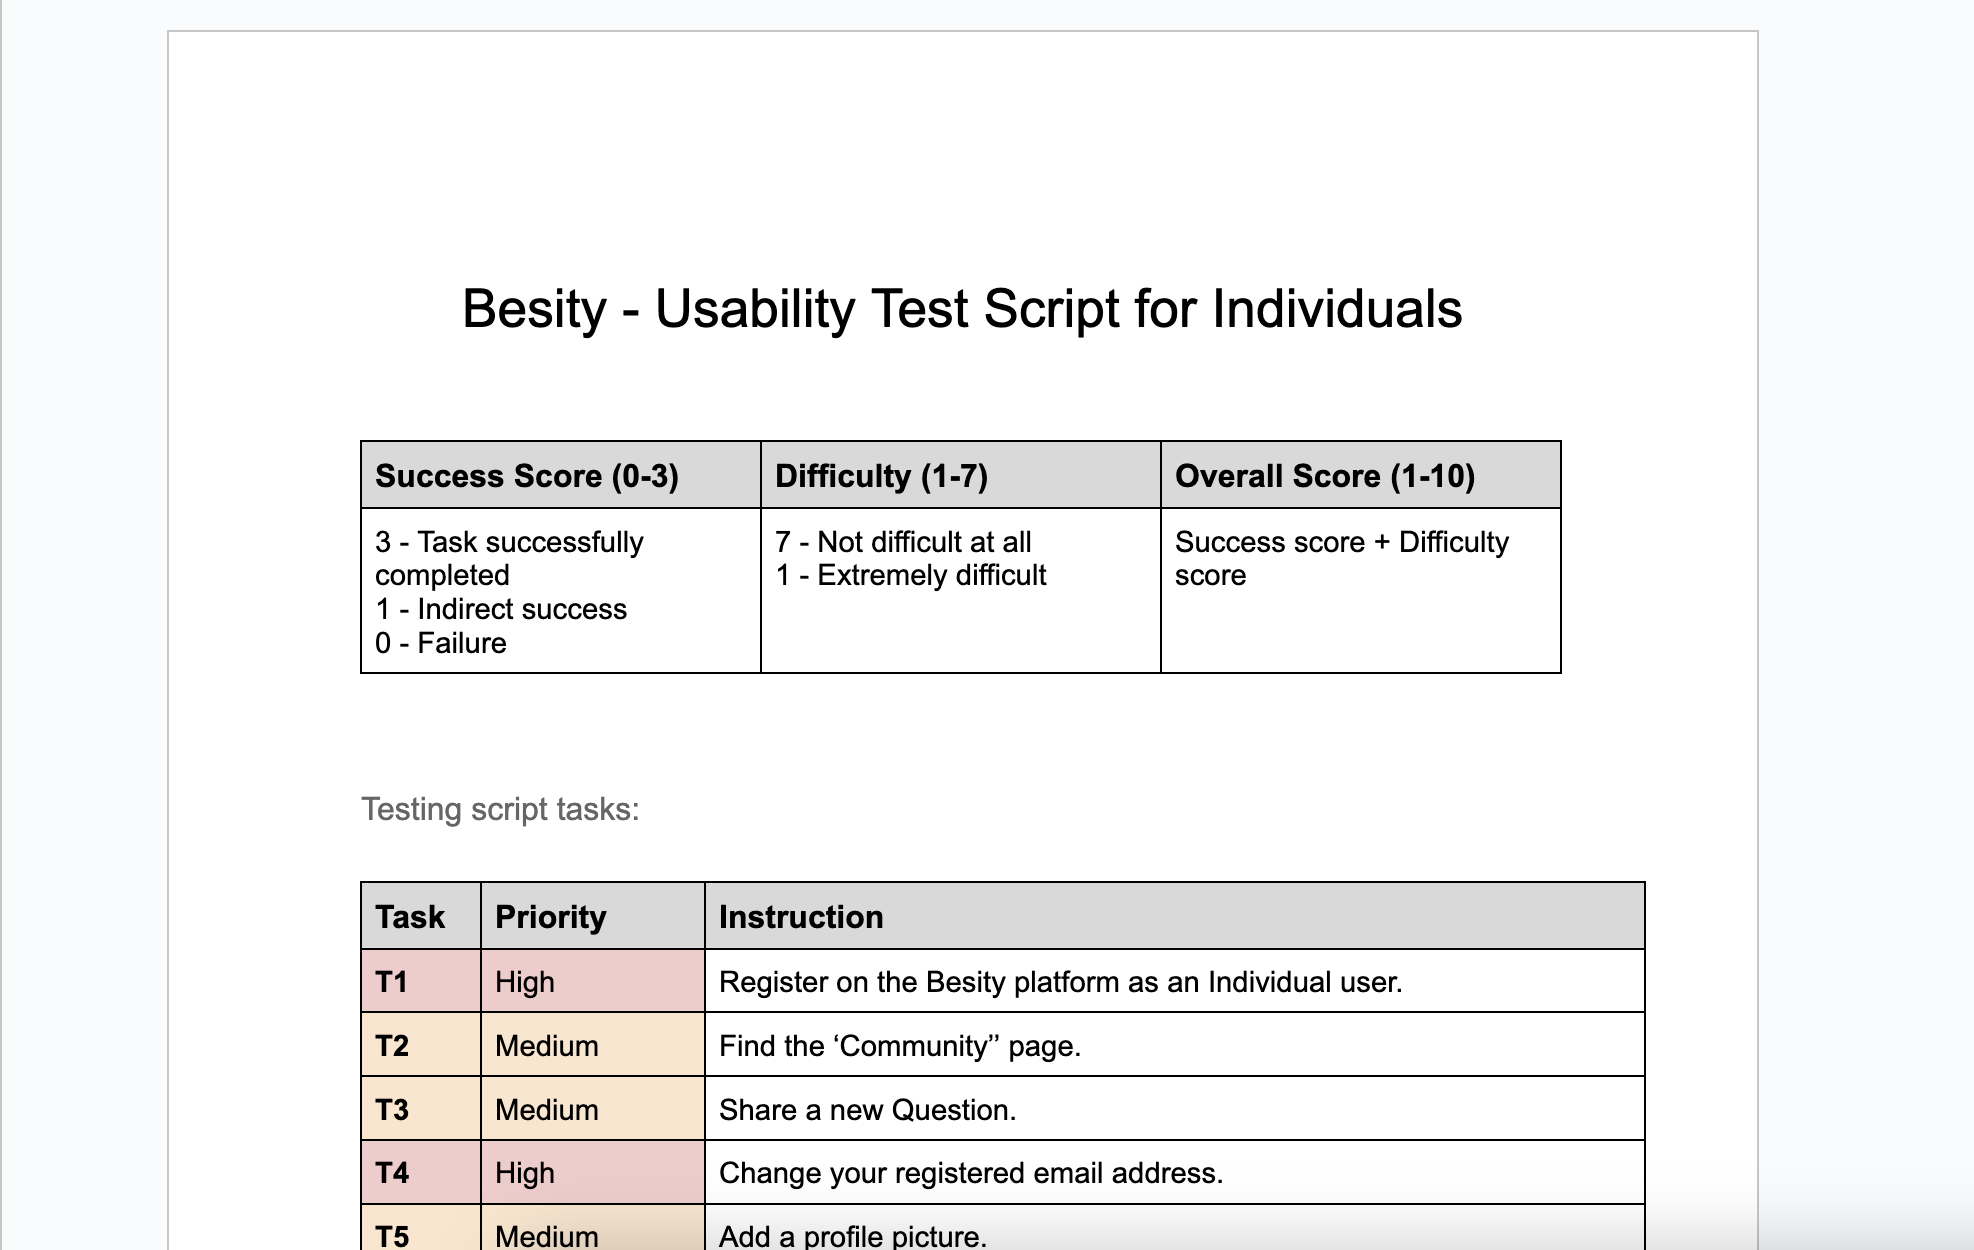 Besity - Usability Test Script for Individuals
Success Score (0-3) Difficulty (1-7) Overall Score (1-10)
3 - Task successfully
completed
1 - Indirect success
0 - Failure
7 - Not difficult at all
1 - Extremely difficult
Success score + Difficulty
score
Testing script tasks:
Task Priority Instruction
T1 High Register on the Besity platform as an Individual user.
T2 Medium Find the ‘Community’’ page.
T3 Medium Share a new Question.
T4 High Change your registered email address.
T5 Medium Add a profile picture.